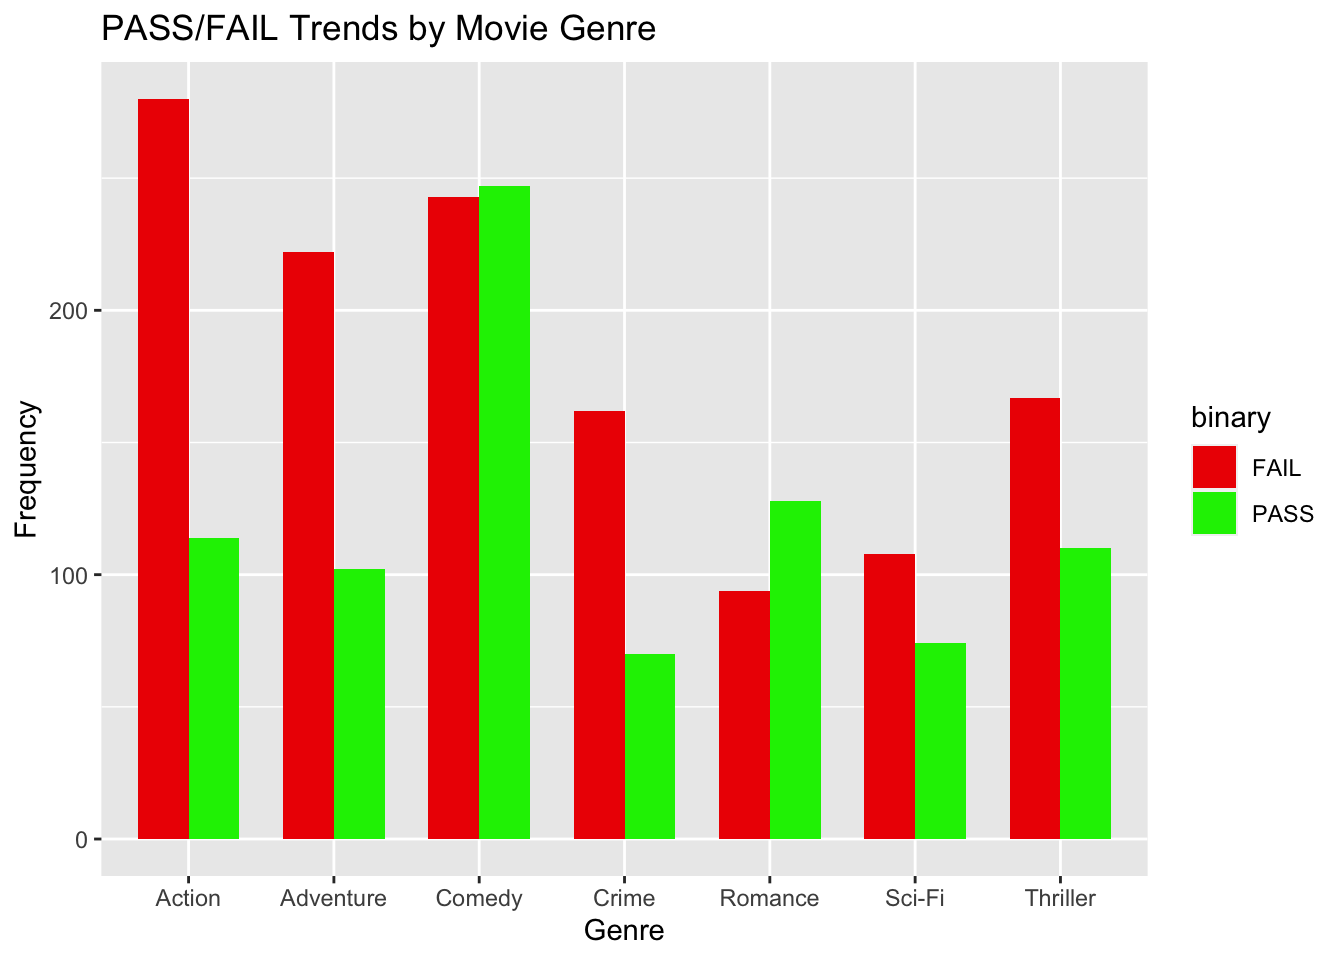 PASS/FAIL Trends by Movie Genre
Frequency
200
100
0
Action Adventure Comedy Crime Romance Sci-Fi Thriller
Genre
binary
FAIL
PASS